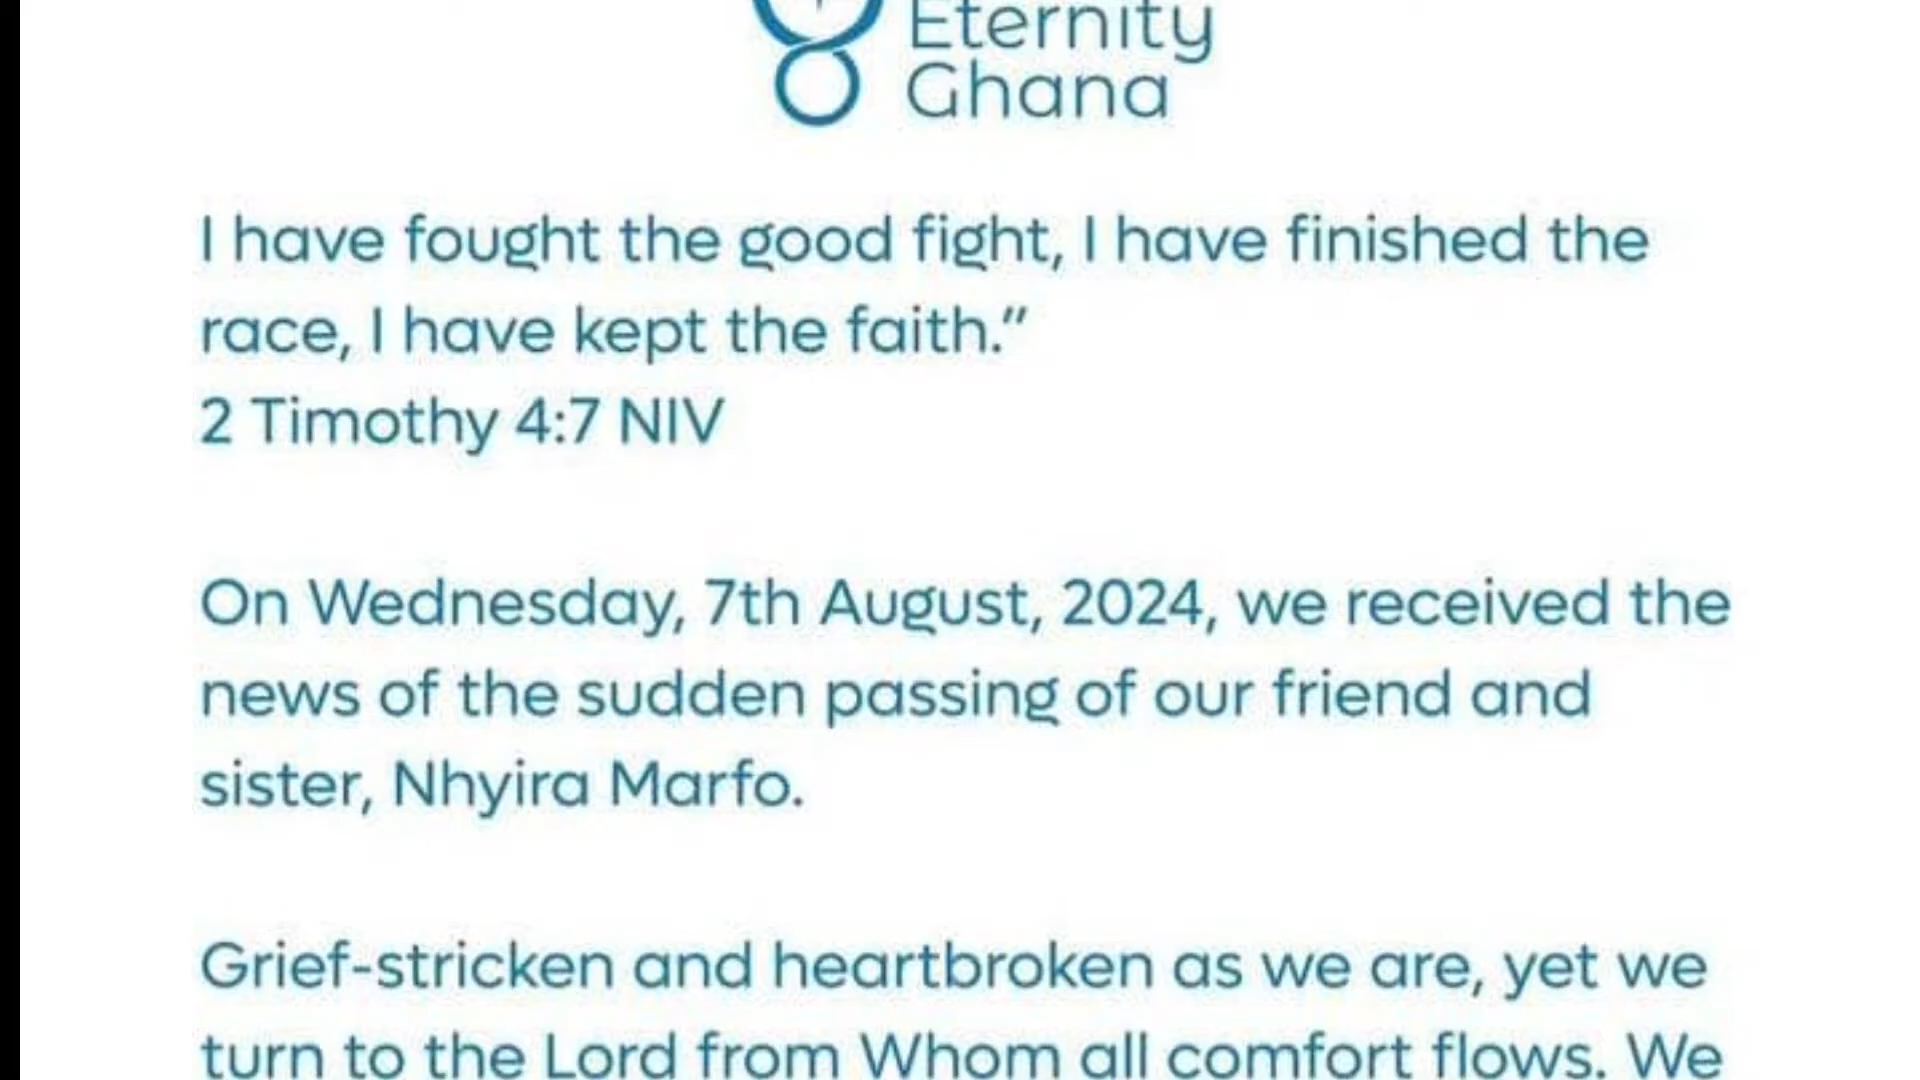 Eternity
Ghana
I have fought the good fight, I have finished the
race, I have kept the faith.”
2 Timothy 4:7 NIV
On Wednesday, 7th August, 2024, we received the
news of the sudden passing of our friend and
sister, Nhyira Marfo.
Grief-stricken and heartbroken as we are, yet we
turn to the Lord from Whom all comfort flows. We